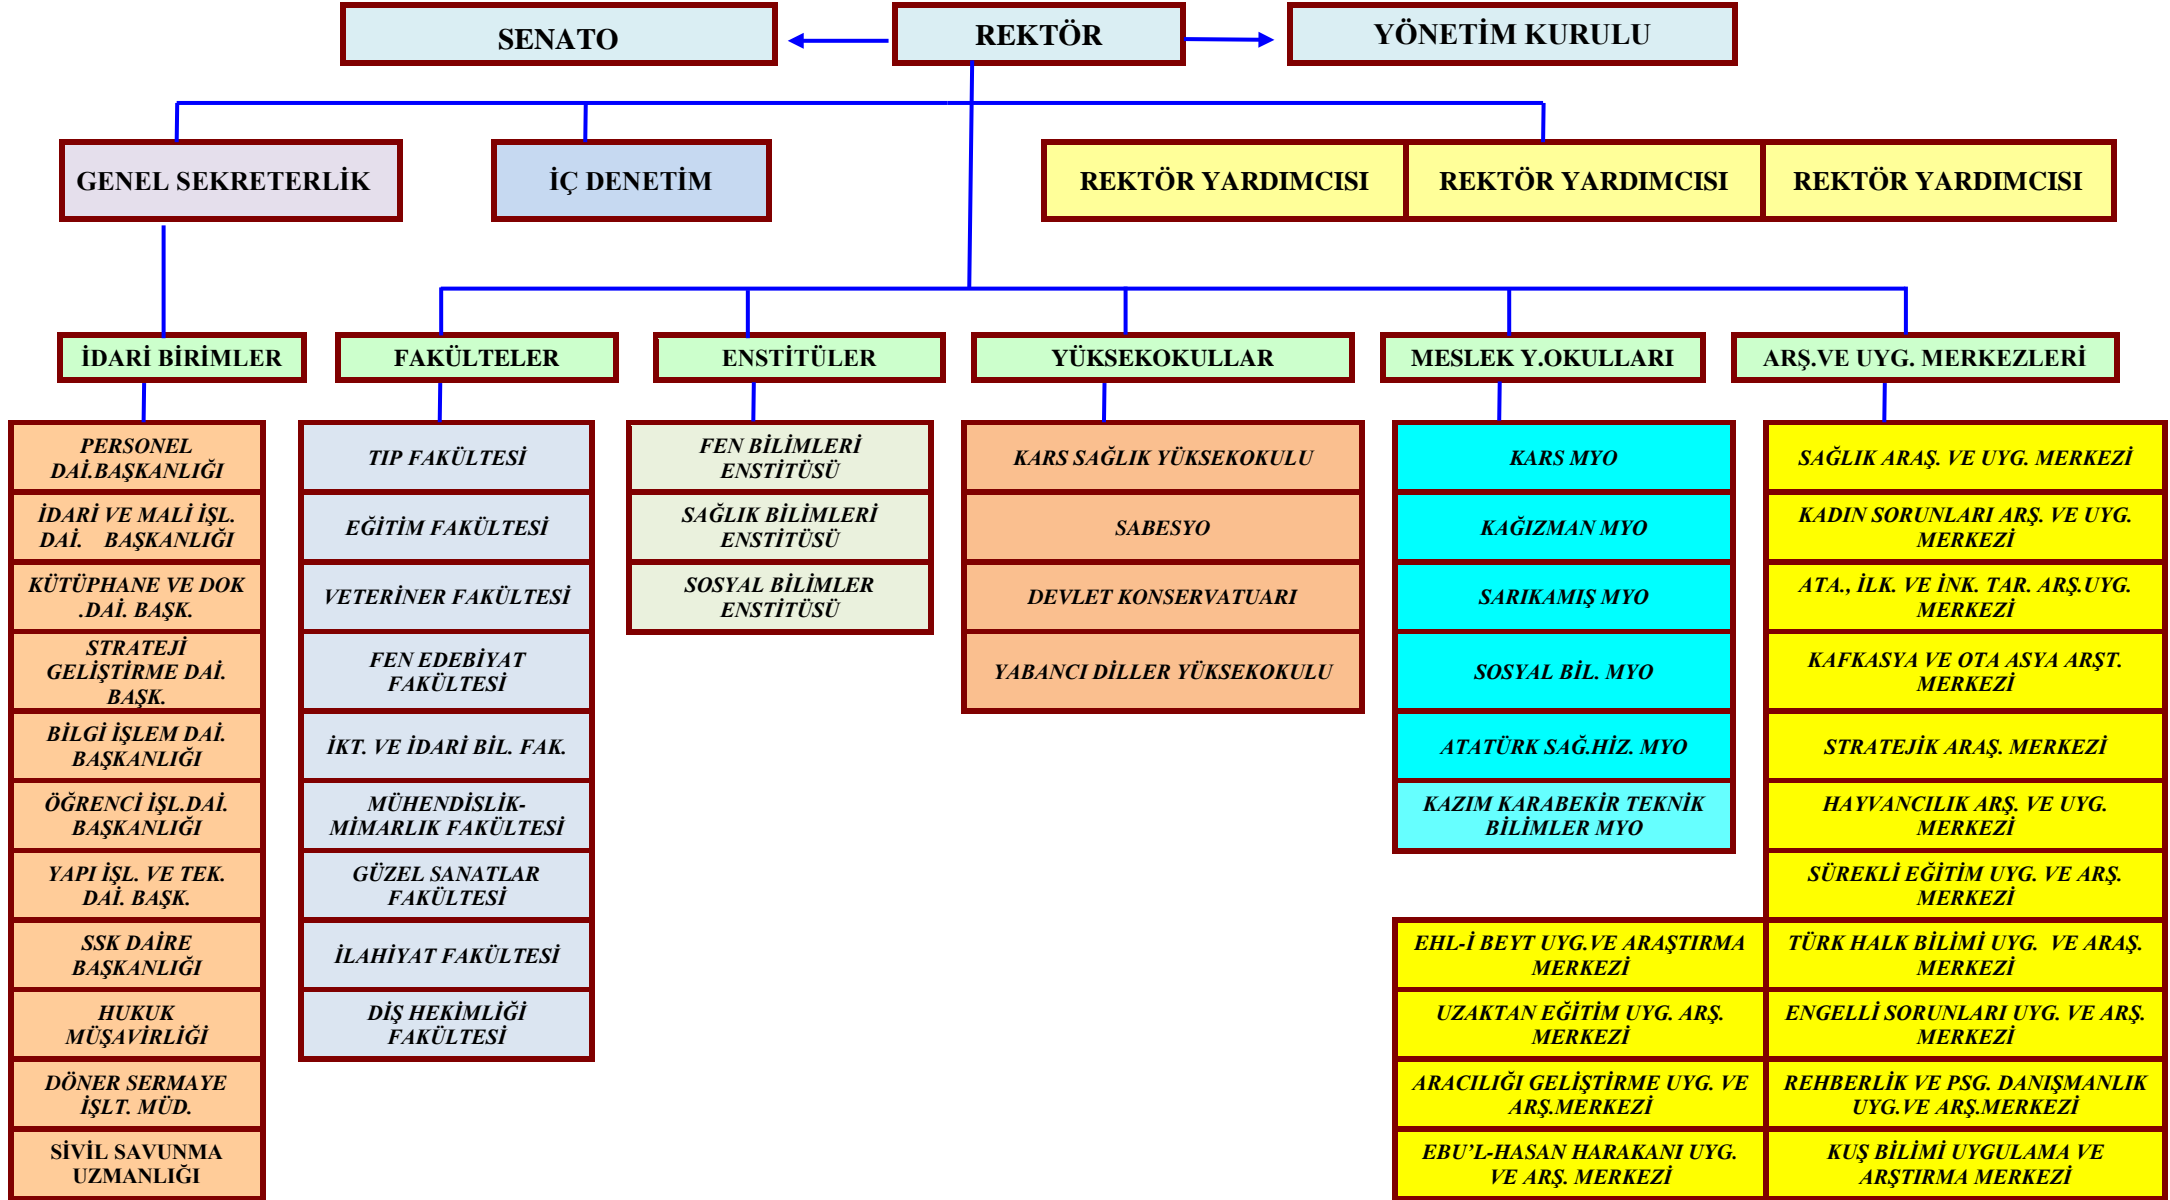 SENATO
REKTÖR
YÖNETİM KURULU
GENEL SEKRETERLİK
İÇ DENETİM
REKTÖR YARDIMCISI
REKTÖR YARDIMCISI
REKTÖR YARDIMCISI
İDARİ BİRİMLER
FAKÜLTELER
ENSTİTÜLER
YÜKSEKOKULLAR
MESLEK Y.OKULLARI
ARŞ.VE UYG. MERKEZLERİ
PERSONEL
DAİ.BAŞKANLIĞI
İDARİ VE MALİ İŞL.
DAİ. BAŞKANLIĞI
KÜTÜPHANE VE DOK
.DAİ. BAŞK.
STRATEJİ
GELİŞTİRME DAİ.
BAŞK.
BİLGİ İŞLEM DAİ.
BAŞKANLIĞI
ÖĞRENCİ İŞL.DAİ.
BAŞKANLIĞI
YAPI İŞL. VE TEK.
DAİ. BAŞK.
SSK DAİRE
BAŞKANLIĞI
HUKUK
MÜŞAVİRLİĞİ
DÖNER SERMAYE
İŞLT. MÜD.
SİVİL SAVUNMA
UZMANLIĞI
TIP FAKÜLTESİ
EĞİTİM FAKÜLTESİ
VETERİNER FAKÜLTESİ
FEN EDEBİYAT
FAKÜLTESİ
İKT. VE İDARİ BİL. FAK.
MÜHENDİSLİK-
MİMARLIK FAKÜLTESİ
GÜZEL SANATLAR
FAKÜLTESİ
İLAHİYAT FAKÜLTESİ
DİŞ HEKİMLİĞİ
FAKÜLTESİ
FEN BİLİMLERİ
ENSTİTÜSÜ
SAĞLIK BİLİMLERİ
ENSTİTÜSÜ
SOSYAL BİLİMLER
ENSTİTÜSÜ
KARS SAĞLIK YÜKSEKOKULU
SABESYO
DEVLET KONSERVATUARI
YABANCI DİLLER YÜKSEKOKULU
KARS MYO
KAĞIZMAN MYO
SARIKAMIŞ MYO
SOSYAL BİL. MYO
ATATÜRK SAĞ.HİZ. MYO
KAZIM KARABEKİR TEKNİK
BİLİMLER MYO
EHL-İ BEYT UYG.VE ARAŞTIRMA
MERKEZİ
UZAKTAN EĞİTİM UYG. ARŞ.
MERKEZİ
ARACILIĞI GELİŞTİRME UYG. VE
ARŞ.MERKEZİ
EBU’L-HASAN HARAKANI UYG.
VE ARŞ. MERKEZİ
SAĞLIK ARAŞ. VE UYG. MERKEZİ
KADIN SORUNLARI ARŞ. VE UYG.
MERKEZİ
ATA., İLK. VE İNK. TAR. ARŞ.UYG.
MERKEZİ
KAFKASYA VE OTA ASYA ARŞT.
MERKEZİ
STRATEJİK ARAŞ. MERKEZİ
HAYVANCILIK ARŞ. VE UYG.
MERKEZİ
SÜREKLİ EĞİTİM UYG. VE ARŞ.
MERKEZİ
TÜRK HALK BİLİMİ UYG. VE ARAŞ.
MERKEZİ
ENGELLİ SORUNLARI UYG. VE ARŞ.
MERKEZİ
REHBERLİK VE PSG. DANIŞMANLIK
UYG.VE ARŞ.MERKEZİ
KUŞ BİLİMİ UYGULAMA VE
ARŞTIRMA MERKEZİ